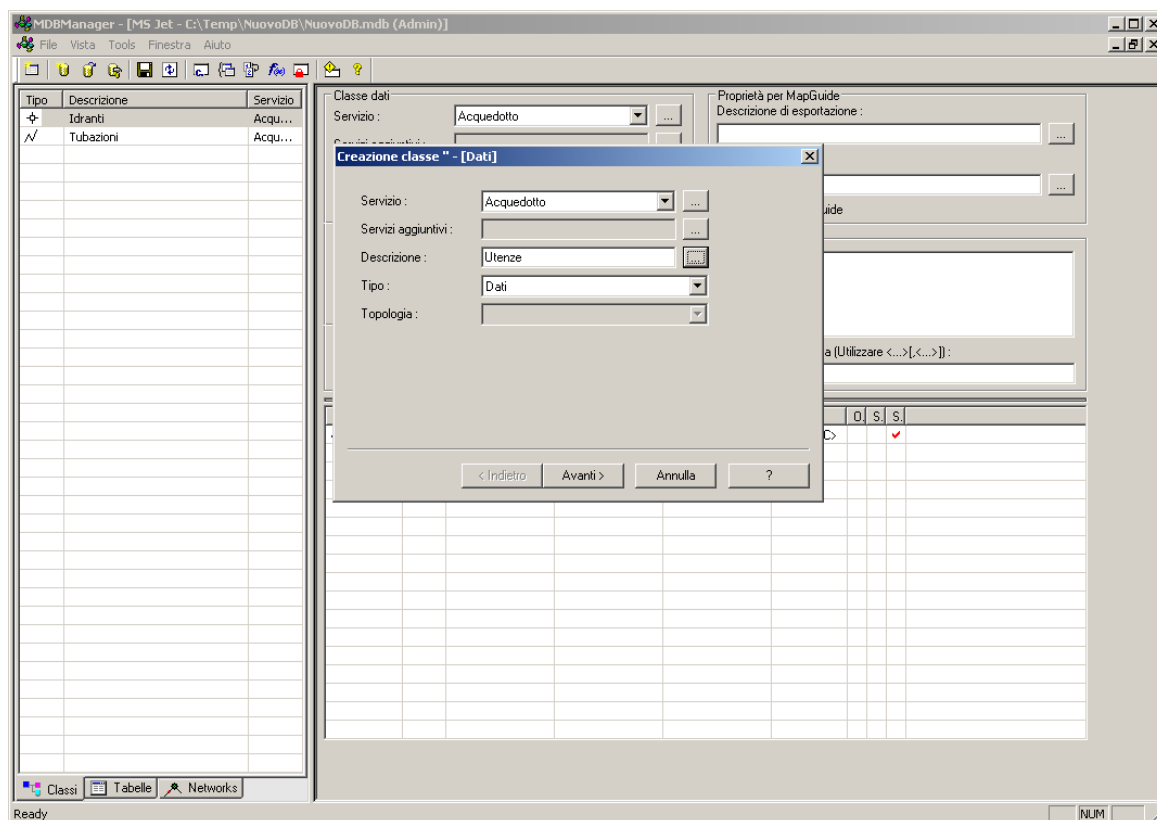 MDBManager - [MS Jet - C:\Temp\NuovoDB\NuovoDB.mdb (Admin)]
File Vista Tools Finestra Aiuto
Tipo Descrizione Servizio
Idranti Acqu...
Tubazioni Acqu...
Classe dati
Servizio : Acquedotto ...
Proprietà per MapGuide
Descrizione di esportazione :
...
...
Creazione classe '' - [Dati]
Servizio : Acquedotto ...
Servizi aggiuntivi : ...
Descrizione : Utenze ...
Tipo : Dati
Topologia :
< Indietro Avanti > Annulla ?
uide
a (Utilizzare <...>[,<...>]) :
O. S. S.
C>
Classi Tabelle Networks
Ready NUM